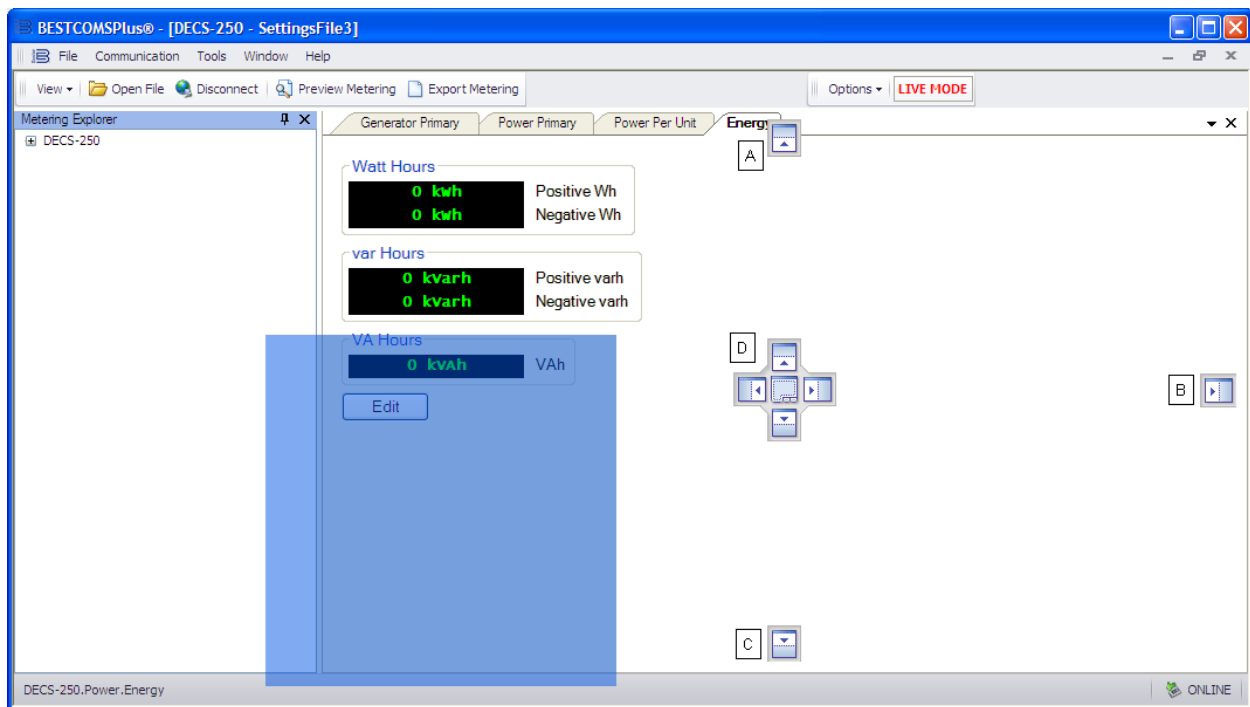 BESTCOMSPlus® - [DECS-250 - SettingsFile3]
File Communication Tools Window Help
View Open File Disconnect Preview Metering Export Metering Options LIVE MODE
Metering Explorer Generator Primary Power Primary Power Per Unit Energy
DECS-250
A
Watt Hours
0 kWh Positive Wh
0 kWh Negative Wh
var Hours
0 kvarh Positive varh
0 kvarh Negative varh
VA Hours D
0 kVAh VAh
B
Edit
C
DECS-250.Power.Energy ONLINE